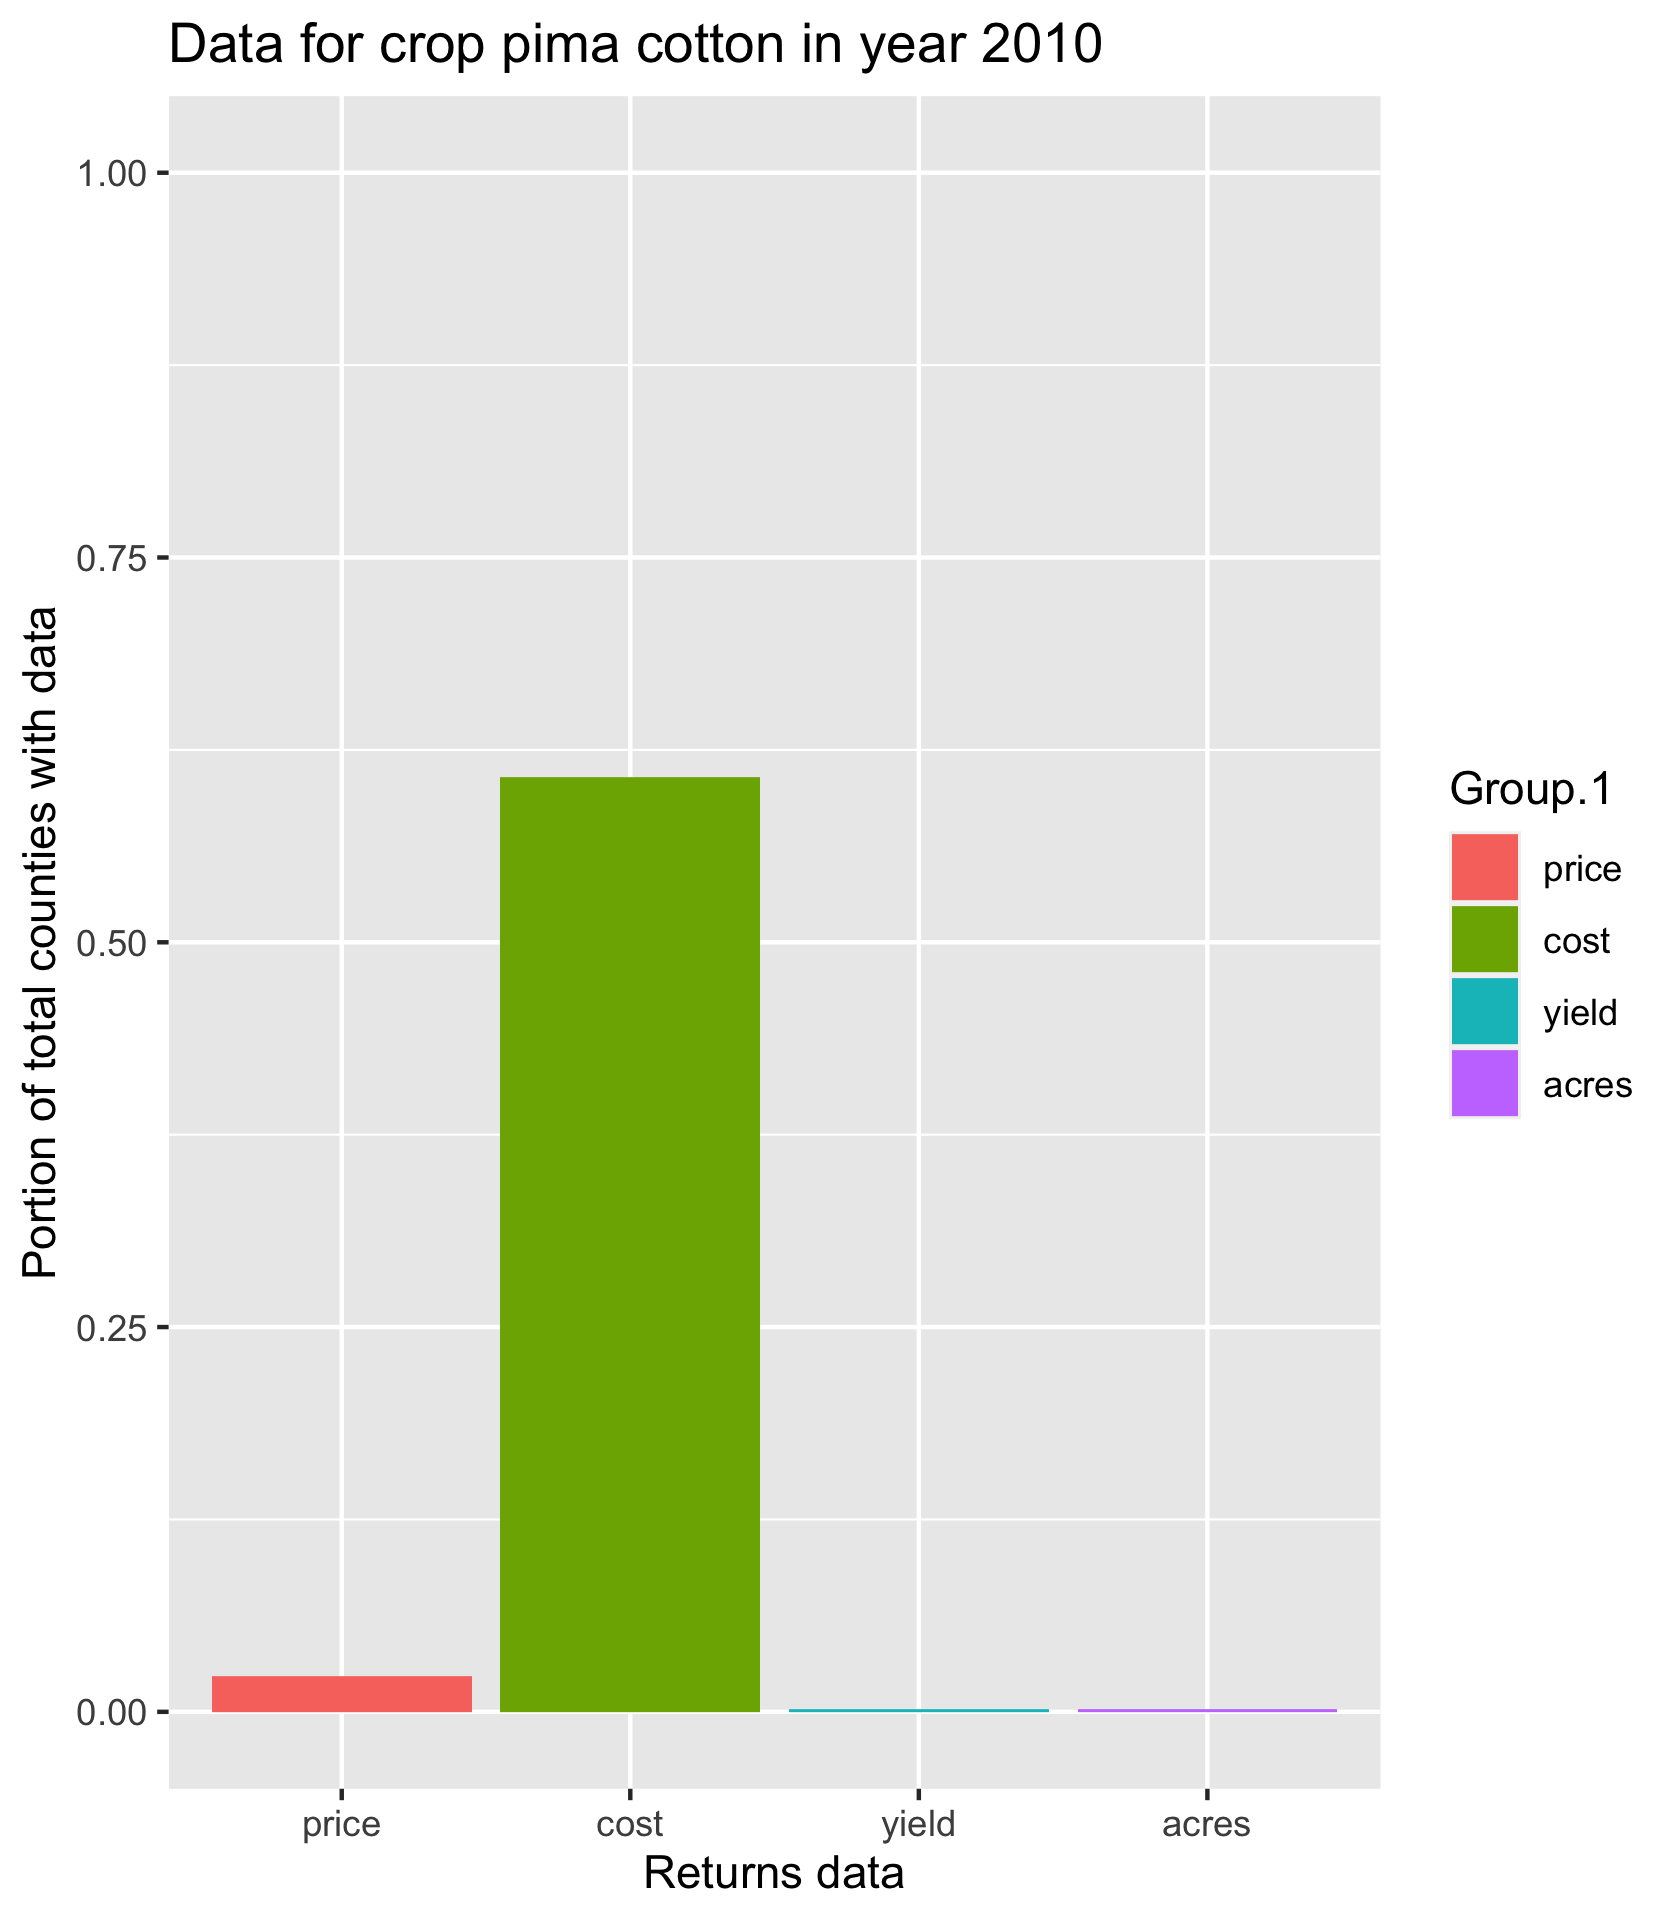 Data for crop pima cotton in year 2010
Portion of total counties with data
1.00
0.75
0.50
0.25
0.00
price cost yield acres
Returns data
Group.1
price
cost
yield
acres